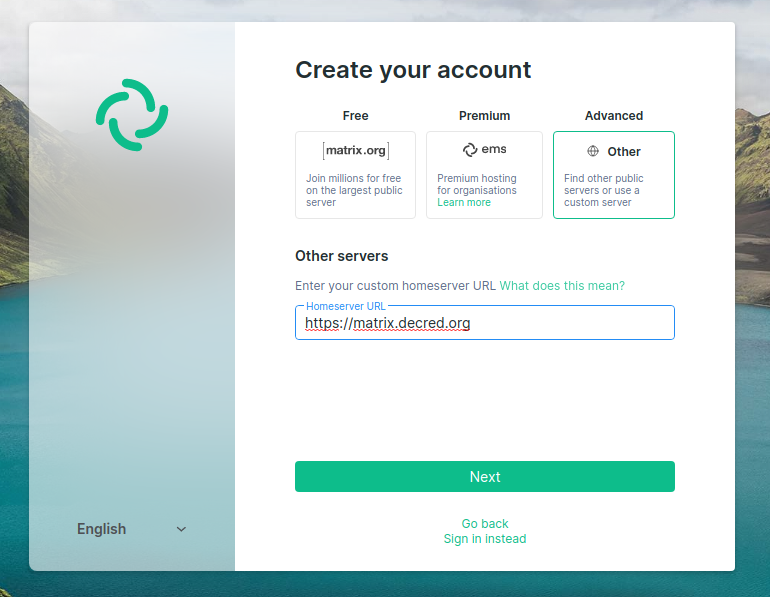 Create your account
Free
Premium
Advanced
[matrix.org]
ems
Other
Join millions for free
on the largest public
server
Premium hosting
for organisations
Learn more
Find other public
servers or use a
custom server
Other servers
Enter your custom homeserver URL What does this mean?
Homeserver URL
https://matrix.decred.org
Next
Go back
Sign in instead
English